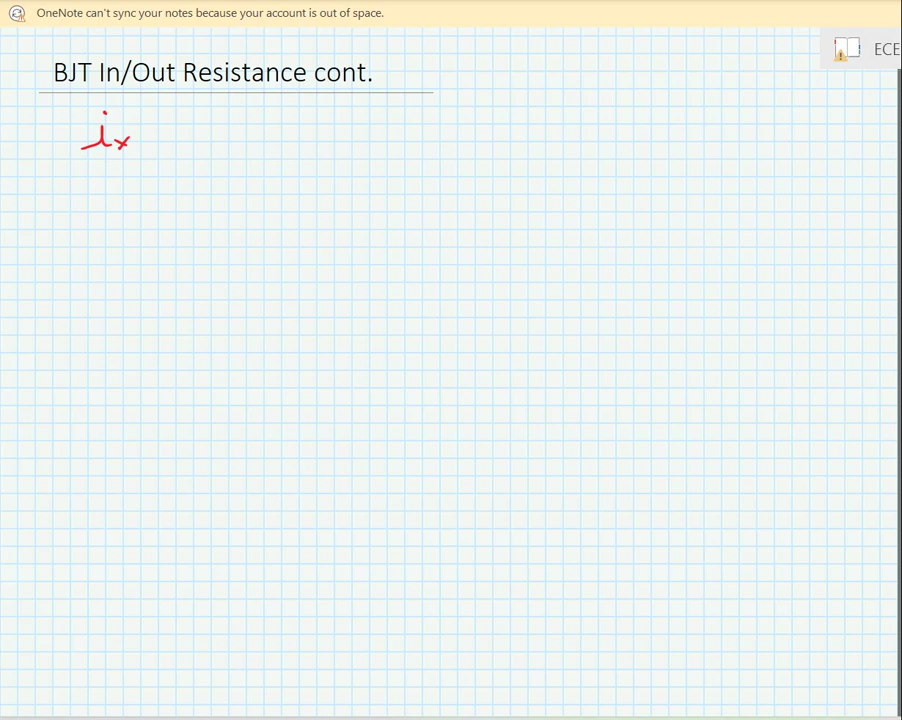 OneNote can't sync your notes because your account is out of space.
ECE
BJT In/Out Resistance cont.
ix